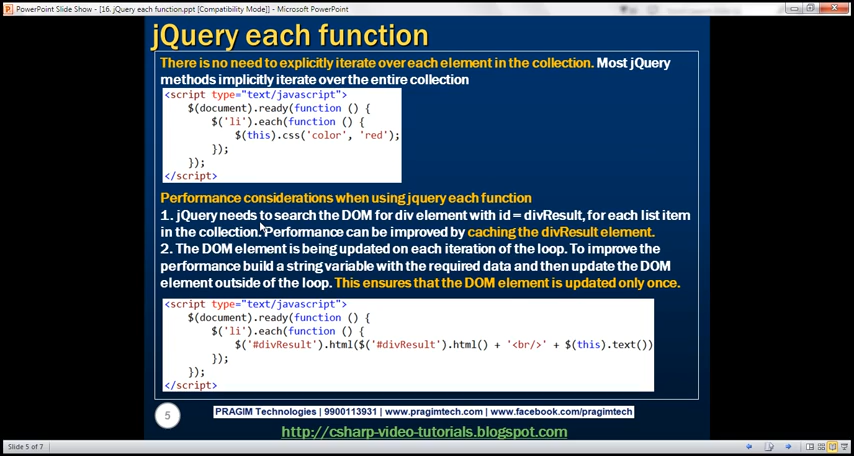 PowerPoint Slide Show - [16. jQuery each function.ppt [Compatibility Mode]] - Microsoft PowerPoint
jQuery each function
There is no need to explicitly iterate over each element in the collection. Most jQuery
methods implicitly iterate over the entire collection
<script type="text/javascript">
$(document).ready(function () {
$('li').each(function () {
$(this).css('color', 'red');
});
});
</script>
Performance considerations when using jquery each function
1. jQuery needs to search the DOM for div element with id = divResult, for each list item
in the collection. Performance can be improved by caching the divResult element.
2. The DOM element is being updated on each iteration of the loop. To improve the
performance build a string variable with the required data and then update the DOM
element outside of the loop. This ensures that the DOM element is updated only once.
<script type="text/javascript">
$(document).ready(function () {
$('li').each(function () {
$('#divResult').html($('#divResult').html() + '<br/>' + $(this).text())
});
});
</script>
5
PRAGIM Technologies | 9900113931 | www.pragimtech.com | www.facebook.com/pragimtech
http://csharp-video-tutorials.blogspot.com
Slide 5 of 7